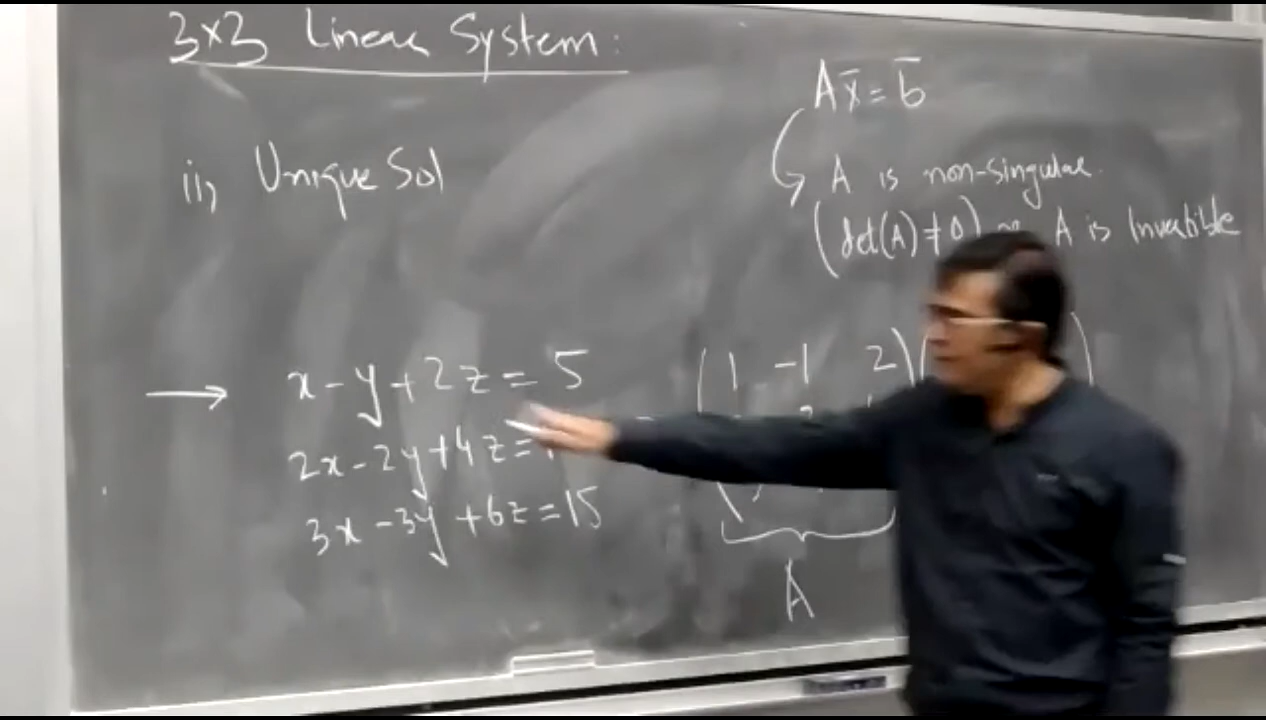 3×3 Linear System:
Ax̄ = b̄
ii) Unique Sol
A is non-singular.
(det(A) ≠ 0) A is Invertible
x - y + 2z = 5
2x - 2y + 4z =
3x - 3y + 6z = 15
1 -1 2
A